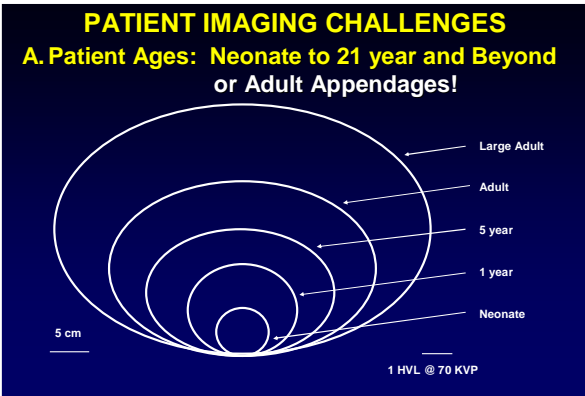 PATIENT IMAGING CHALLENGES
A. Patient Ages: Neonate to 21 year and Beyond
or Adult Appendages!
Large Adult
Adult
5 year
1 year
Neonate
5 cm
1 HVL @ 70 KVP